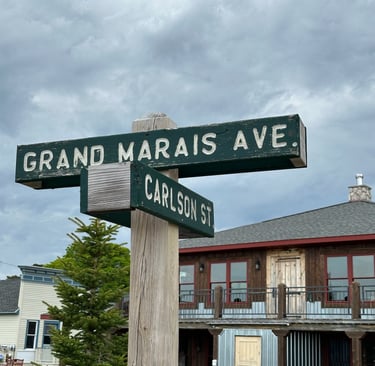 GRAND MARAIS AVE.
CARLSON ST